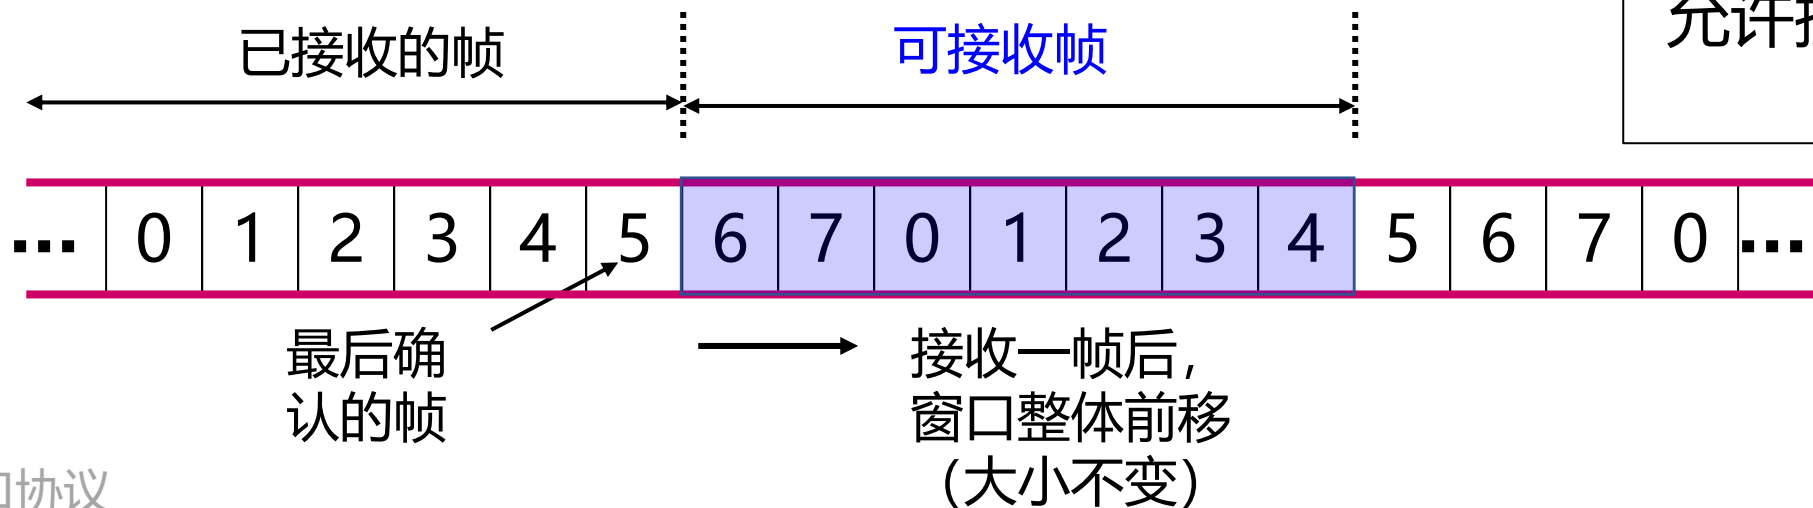 已接收的帧
可接收帧
允许
... 0 1 2 3 4 5 6 7 0 1 2 3 4 5 6 7 0 ...
最后确
认的帧
接收一帧后，
窗口整体前移
（大小不变）
协议